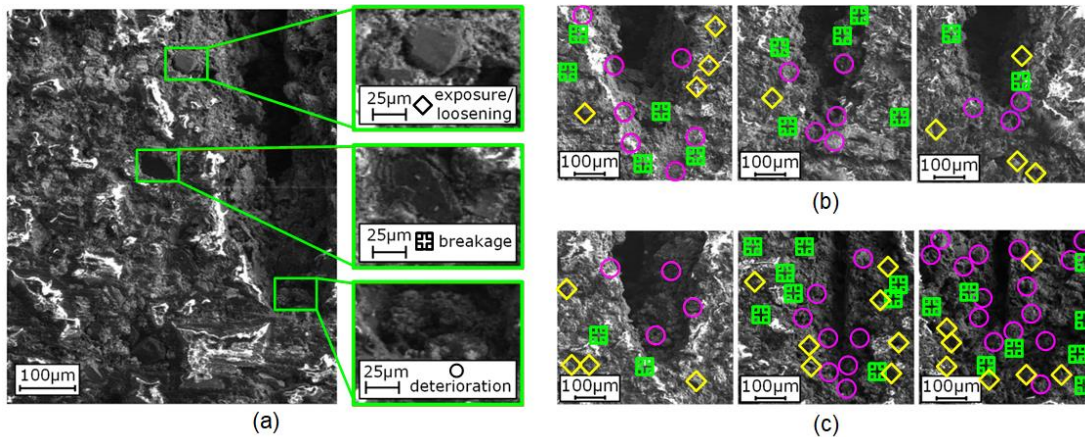 25µm
exposure/
loosening
25µm
breakage
100µm
25µm
deterioration
(a)
100µm
100µm
100µm
(b)
100µm
100µm
100µm
(c)